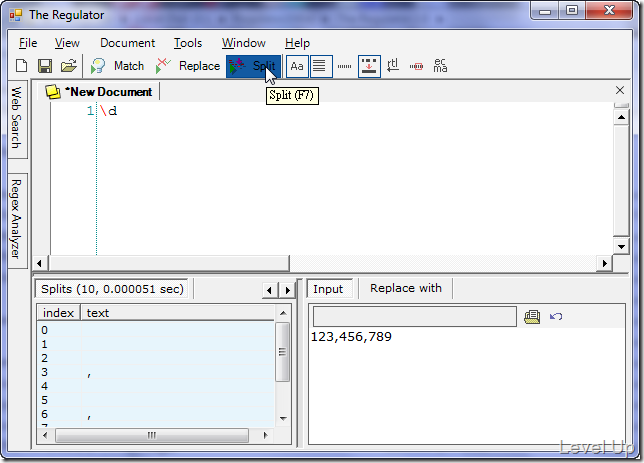 The Regulator
File View Document Tools Window Help
Match Replace Split Aa rtl ec ma
*New Document
Split (F7)
Web Search
Regex Analyzer
1 \d
Splits (10, 0.000051 sec)
index text
0
1
2
3 ,
4
5
6 ,
7
Input Replace with
123,456,789
Level Up